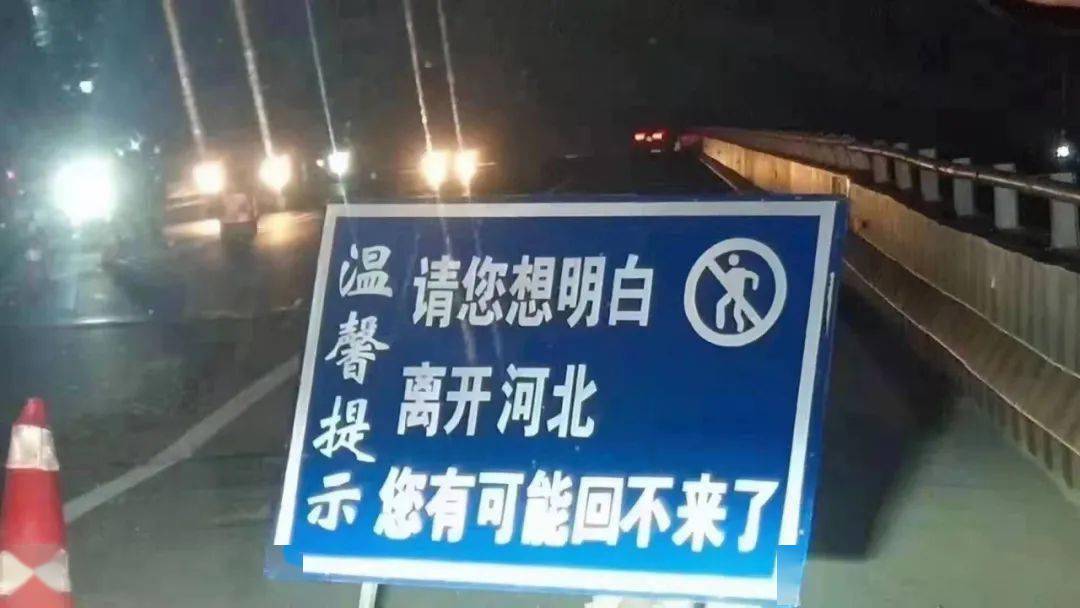 温馨提示
请您想明白
离开河北
您有可能回不来了